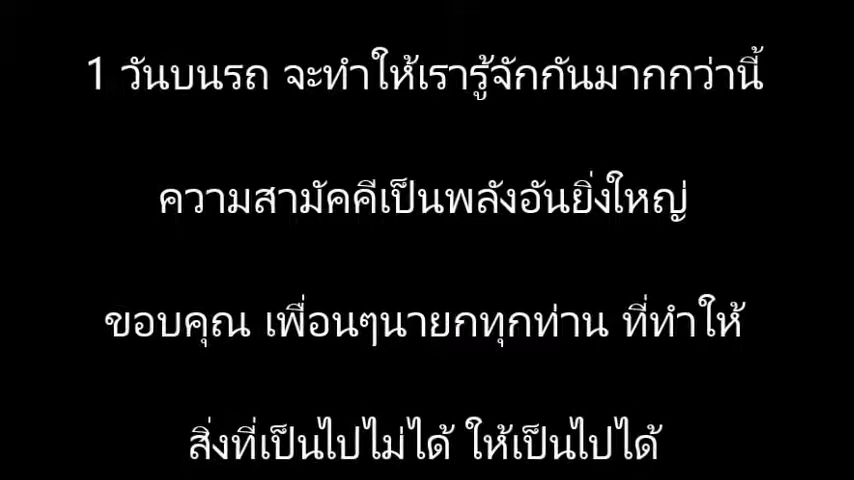 1 วันบนรถ จะทำให้เรารู้จักกันมากกว่านี้
ความสามัคคีเป็นพลังอันยิ่งใหญ่
ขอบคุณ เพื่อนๆนายกทุกท่าน ที่ทำให้
สิ่งที่เป็นไปไม่ได้ ให้เป็นไปได้